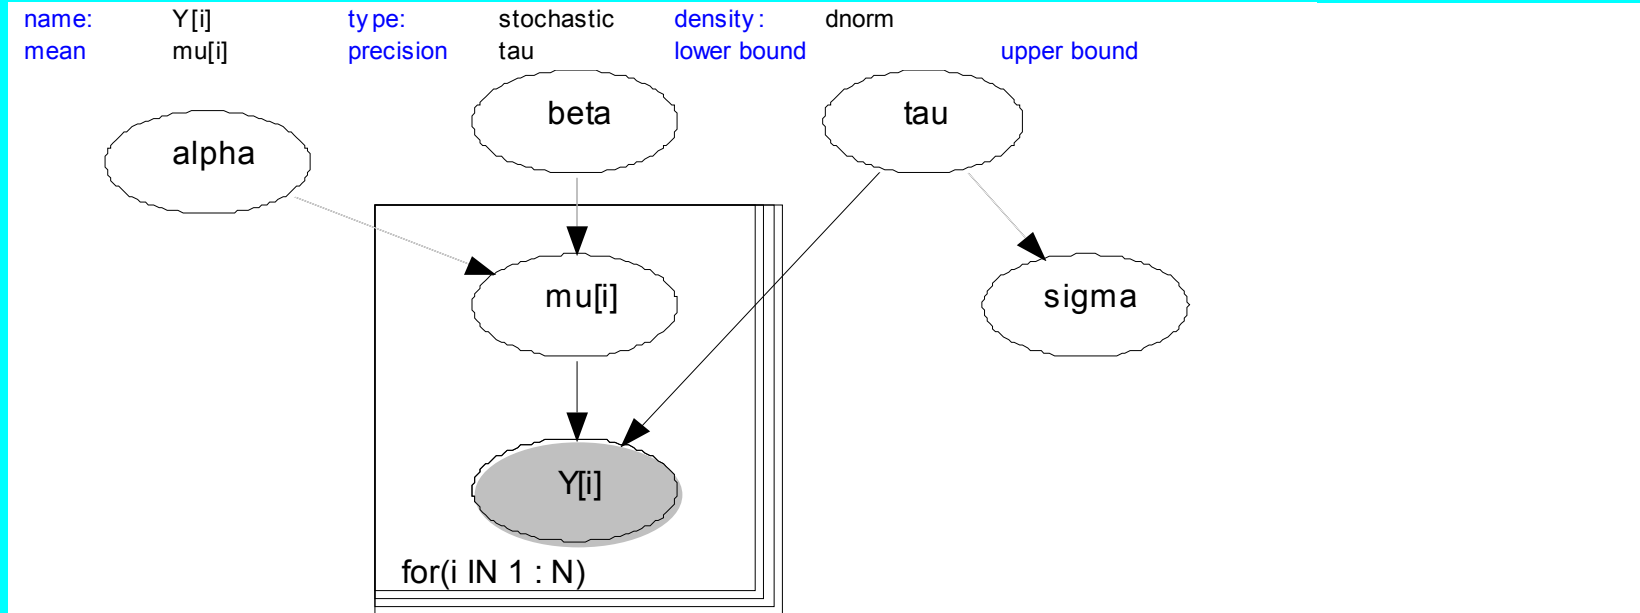 name: Y[i] type: stochastic density: dnorm
mean mu[i] precision tau lower bound upper bound
beta tau
alpha
mu[i] sigma
Y[i]
for(i IN 1 : N)